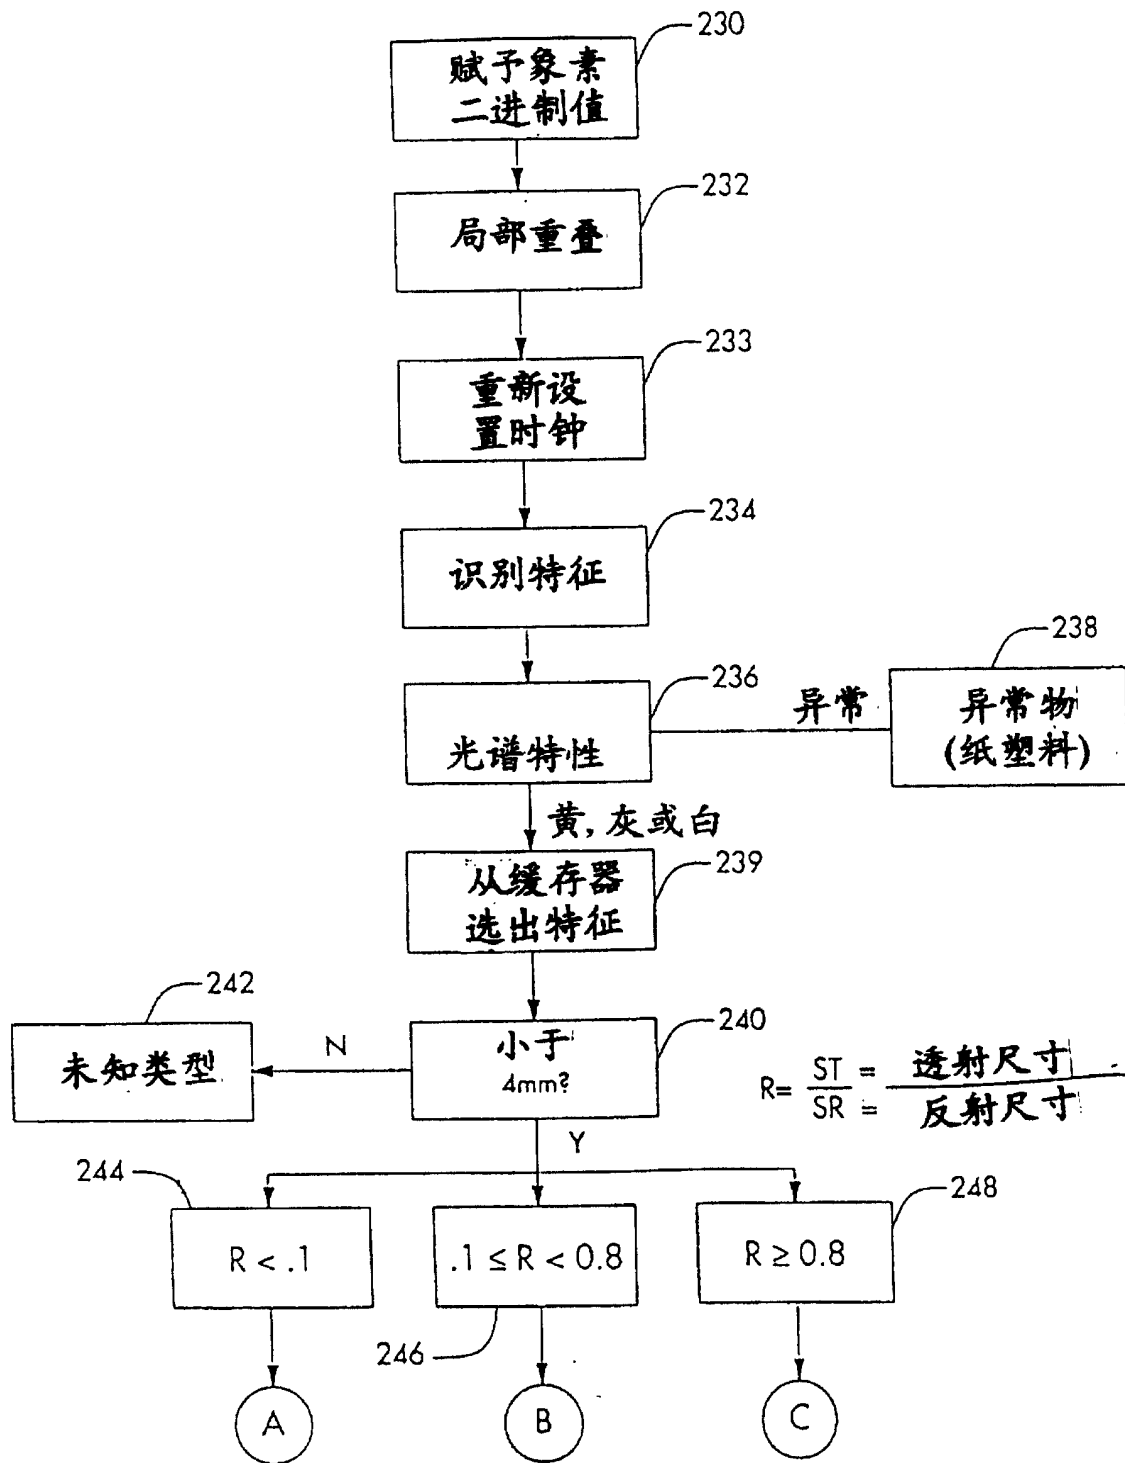 230
赋予象素
二进制值
232
局部重叠
233
重新设
置时钟
234
识别特征
236
光谱特性
异常
238
异常物
(纸塑料)
黄,灰或白
239
从缓存器
选出特征
240
小于
4mm?
N
242
未知类型
R= ST = 透射尺寸
SR = 反射尺寸
Y
244
R < .1
246
.1 ≤ R < 0.8
248
R ≥ 0.8
A
B
C